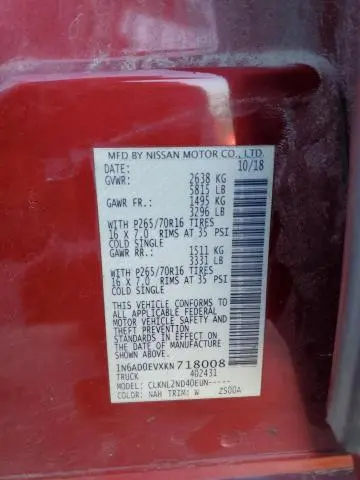 MFD BY NISSAN MOTOR CO., LTD.
DATE: 10/18
GVWR: 2638 KG
5815 LB
GAWR FR.: 1495 KG
3296 LB
WITH P265/70R16 TIRES
16 X 7.0 RIMS AT 35 PSI
COLD SINGLE
GAWR RR.: 1511 KG
3331 LB
WITH P265/70R16 TIRES
16 X 7.0 RIMS AT 35 PSI
COLD SINGLE
THIS VEHICLE CONFORMS TO
ALL APPLICABLE FEDERAL
MOTOR VEHICLE SAFETY AND
THEFT PREVENTION
STANDARDS IN EFFECT ON
THE DATE OF MANUFACTURE
SHOWN ABOVE.
1N6AD0EVXKN718008
TRUCK 402431
MODEL: CLKNL2ND40EUN-----
COLOR: NAH TRIM: W ZS00A